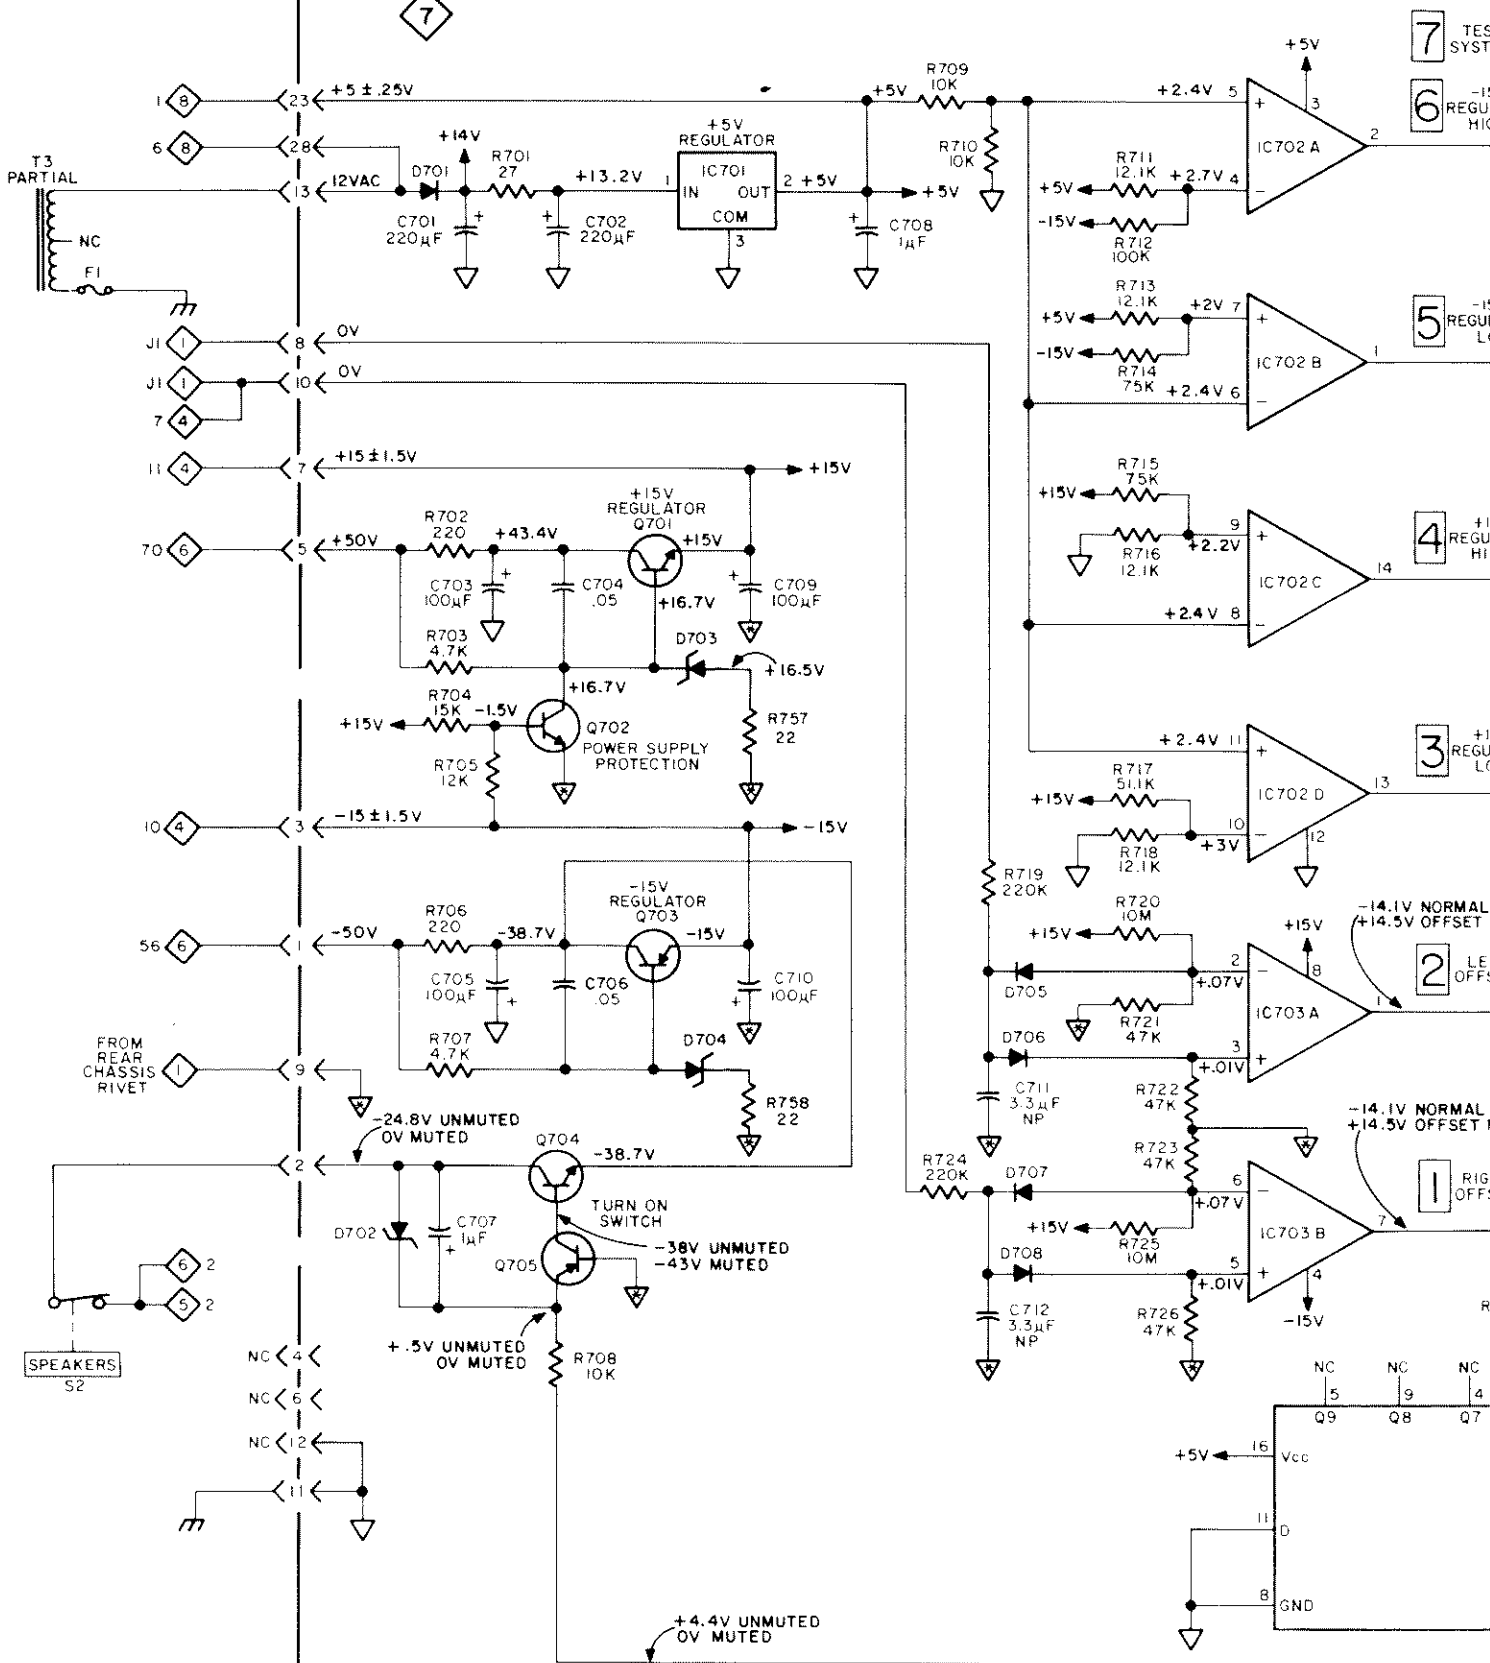 7
7 TES
SYST
+5V
R709
10K
1 8
23
+5±.25V
+5V
+2.4V 5
+
3
6 -15
REGU
HIG
6 8
28
+14V
+5V
REGULATOR
R710
10K
IC702A
2
T3
PARTIAL
D701
R701
27
IC701
R711
12.1K
13
12VAC
+13.2V
1
IN
OUT
2 +5V
+5V
+5V
+2.7V 4
−
COM
3
C701
220µF
+
C702
220µF
+
C708
1µF
+
-15V
R712
100K
NC
F1
R713
12.1K
+5V
+2V 7
+
5 -15
REGU
LO
J1 1
8
0V
-15V
IC702B
1
R714
75K
J1 1
10
0V
+2.4V 6
−
7 4
11 4
7
+15±1.5V
+15V
R715
75K
+15V
+15V
REGULATOR
Q701
R702
220
9
+
+2.2V
4 +1
REGU
HI
70 6
5
+50V
+43.4V
+15V
R716
12.1K
14
C703
100µF
+
C704
.05
+
C709
100µF
IC702C
+16.7V
+2.4V 8
−
R703
4.7K
D703
+16.5V
+16.7V
R704
15K
-1.5V
+15V
Q702
R757
22
POWER SUPPLY
PROTECTION
+2.4V 11
+
3 +1
REGU
LO
R705
12K
R717
51.1K
+15V
IC702D
13
10 4
3
-15±1.5V
-15V
10
−
+3V
12
R718
12.1K
R719
220K
-15V
REGULATOR
Q703
R720
10M
-14.1V NORMAL
+14.5V OFFSET
R706
220
+15V
+15V
56 6
1
-50V
-38.7V
-15V
2
−
+.07V
8
2 LE
OFFS
C705
100µF
+
C706
.05
+
C710
100µF
D705
R721
47K
IC703A
1
FROM
REAR
CHASSIS
RIVET
1
9
R707
4.7K
D704
D706
3
+
+.01V
C711
3.3µF
NP
R722
47K
R758
22
-24.8V UNMUTED
0V MUTED
-14.1V NORMAL
+14.5V OFFSET
Q704
R723
47K
2
-38.7V
R724
220K
D707
6
−
+.07V
1 RIG
OFFS
TURN ON
SWITCH
D702
C707
1µF
+
+15V
R725
10M
IC703B
7
-38V UNMUTED
-43V MUTED
Q705
D708
5
+
+.01V
4
6 2
5 2
C712
3.3µF
NP
R726
47K
-15V
R
+.5V UNMUTED
0V MUTED
R708
10K
SPEAKERS
S2
NC 4
NC 6
NC 12
11
NC
NC
NC
5
9
4
Q9
Q8
Q7
+5V
16
Vcc
11
D
8
GND
+4.4V UNMUTED
0V MUTED